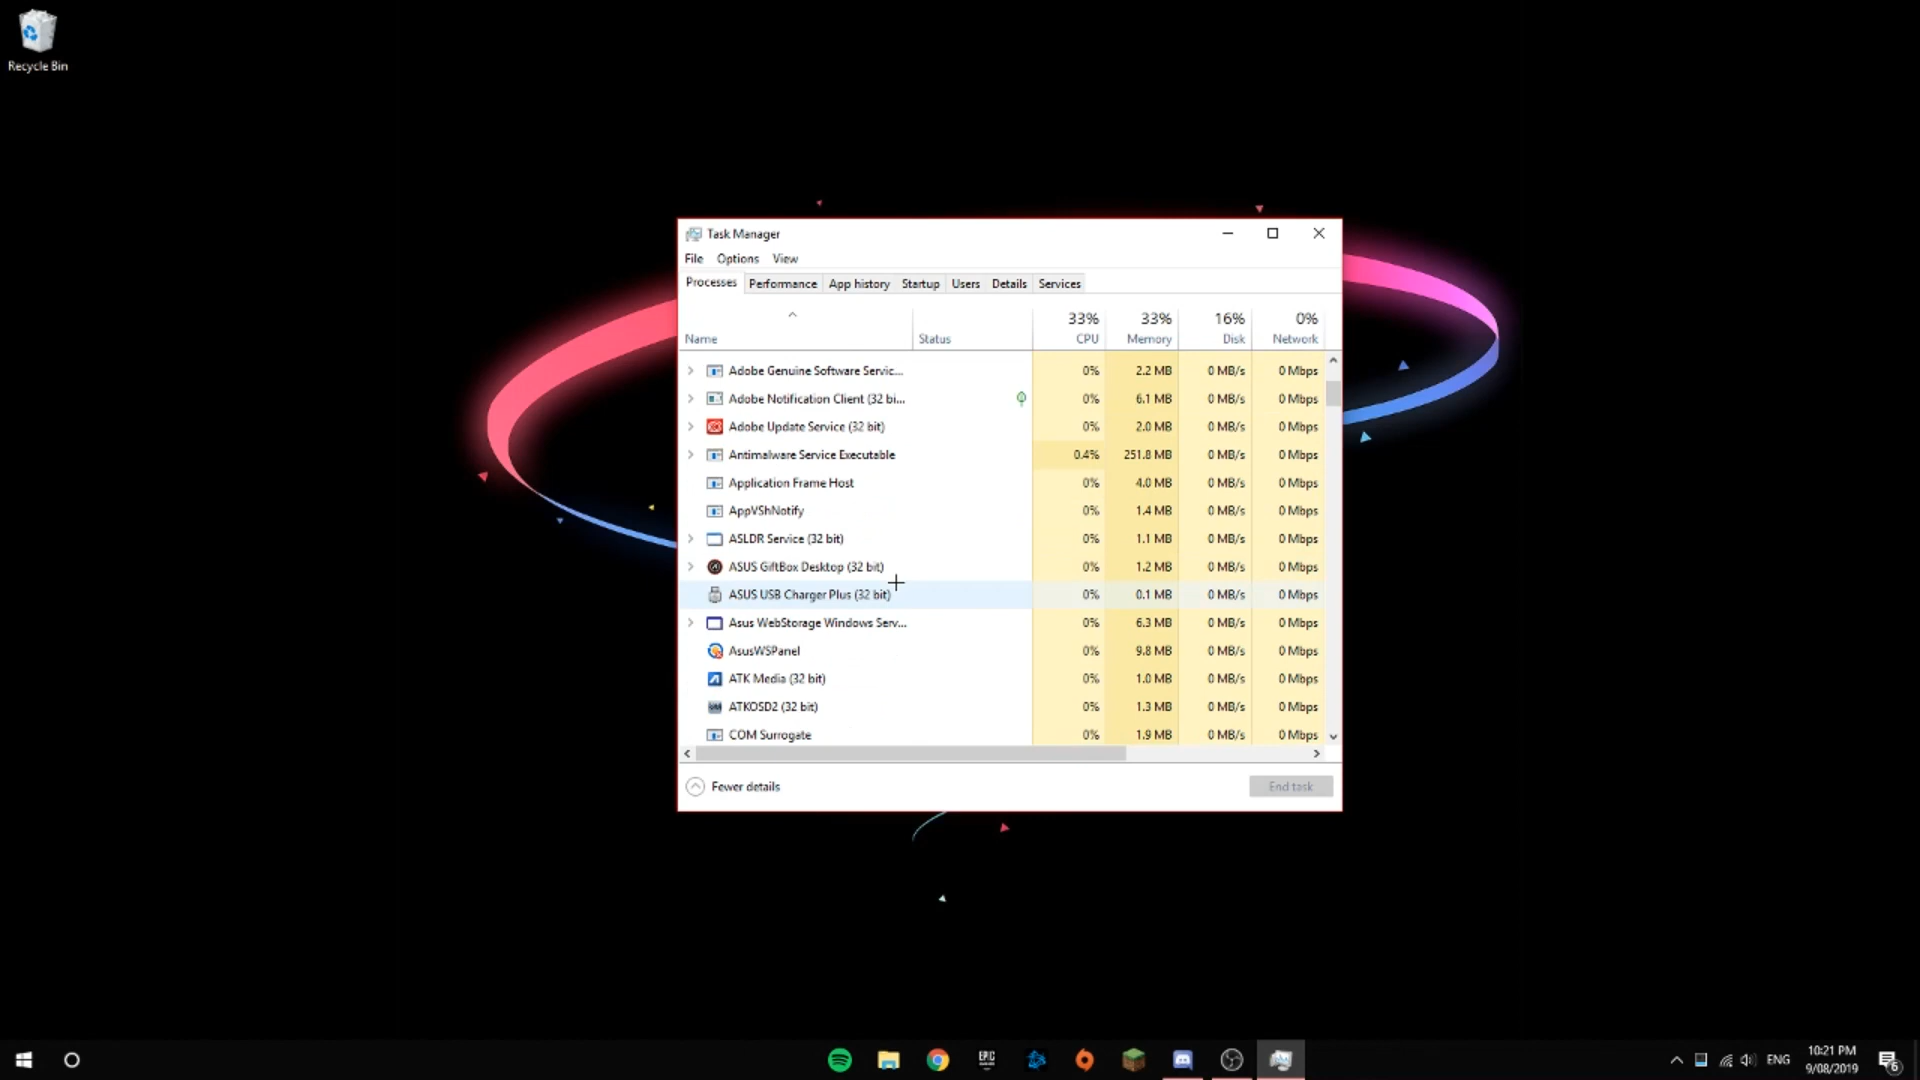 Recycle Bin
Task Manager
File Options View
Processes Performance App history Startup Users Details Services
33% 33% 16% 0%
Name Status CPU Memory Disk Network
Adobe Genuine Software Servic... 0% 2.2 MB 0 MB/s 0 Mbps
Adobe Notification Client (32 bi... 0% 6.1 MB 0 MB/s 0 Mbps
Adobe Update Service (32 bit) 0% 2.0 MB 0 MB/s 0 Mbps
Antimalware Service Executable 0.4% 251.8 MB 0 MB/s 0 Mbps
Application Frame Host 0% 4.0 MB 0 MB/s 0 Mbps
AppVShNotify 0% 1.4 MB 0 MB/s 0 Mbps
ASLDR Service (32 bit) 0% 1.1 MB 0 MB/s 0 Mbps
ASUS GiftBox Desktop (32 bit) 0% 1.2 MB 0 MB/s 0 Mbps
ASUS USB Charger Plus (32 bit) 0% 0.1 MB 0 MB/s 0 Mbps
Asus WebStorage Windows Serv... 0% 6.3 MB 0 MB/s 0 Mbps
AsusWSPanel 0% 9.8 MB 0 MB/s 0 Mbps
ATK Media (32 bit) 0% 1.0 MB 0 MB/s 0 Mbps
ATKOSD2 (32 bit) 0% 1.3 MB 0 MB/s 0 Mbps
COM Surrogate 0% 1.9 MB 0 MB/s 0 Mbps
Fewer details End task
EPIC
ENG
10:21 PM
9/08/2019
6